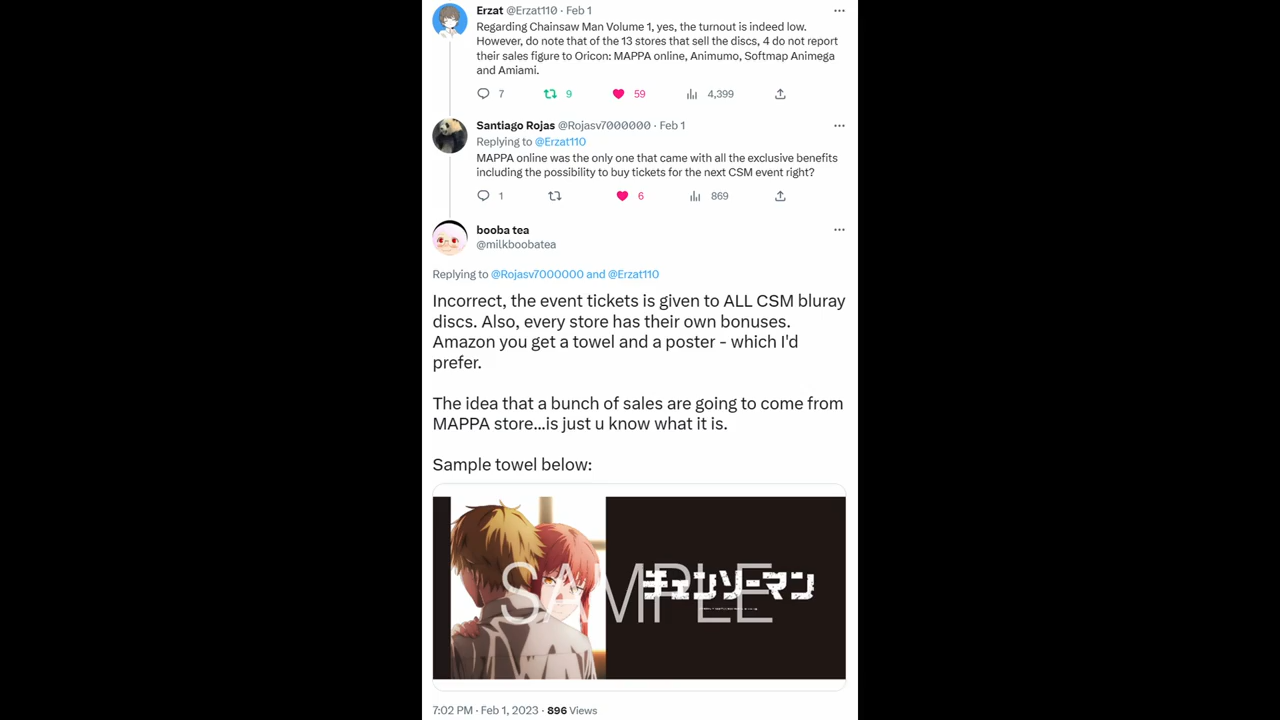 Erzat @Erzat110 · Feb 1
Regarding Chainsaw Man Volume 1, yes, the turnout is indeed low.
However, do note that of the 13 stores that sell the discs, 4 do not report
their sales figure to Oricon: MAPPA online, Animumo, Softmap Animega
and Amiami.
7 9 59 4,399
Santiago Rojas @Rojasv7000000 · Feb 1
Replying to @Erzat110
MAPPA online was the only one that came with all the exclusive benefits
including the possibility to buy tickets for the next CSM event right?
1 6 869
booba tea
@milkboobatea
Replying to @Rojasv7000000 and @Erzat110
Incorrect, the event tickets is given to ALL CSM bluray
discs. Also, every store has their own bonuses.
Amazon you get a towel and a poster - which I'd
prefer.
The idea that a bunch of sales are going to come from
MAPPA store...is just u know what it is.
Sample towel below:
SAMPLE
チェンソーマン
7:02 PM · Feb 1, 2023 · 896 Views